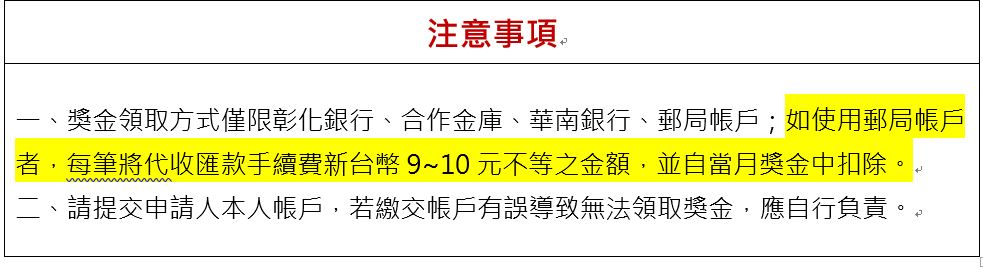 注意事項
一、獎金領取方式僅限彰化銀行、合作金庫、華南銀行、郵局帳戶；如使用郵局帳戶
者，每筆將代收匯款手續費新台幣 9~10 元不等之金額，並自當月獎金中扣除。
二、請提交申請人本人帳戶，若繳交帳戶有誤導致無法領取獎金，應自行負責。